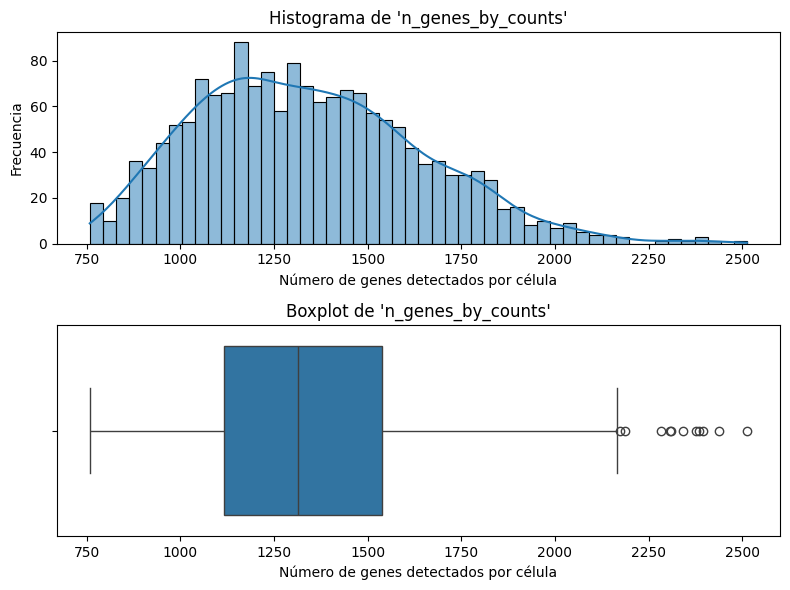 Histograma de 'n_genes_by_counts'
Frecuencia
80
60
40
20
0
750 1000 1250 1500 1750 2000 2250 2500
Número de genes detectados por célula
Boxplot de 'n_genes_by_counts'
750 1000 1250 1500 1750 2000 2250 2500
Número de genes detectados por célula